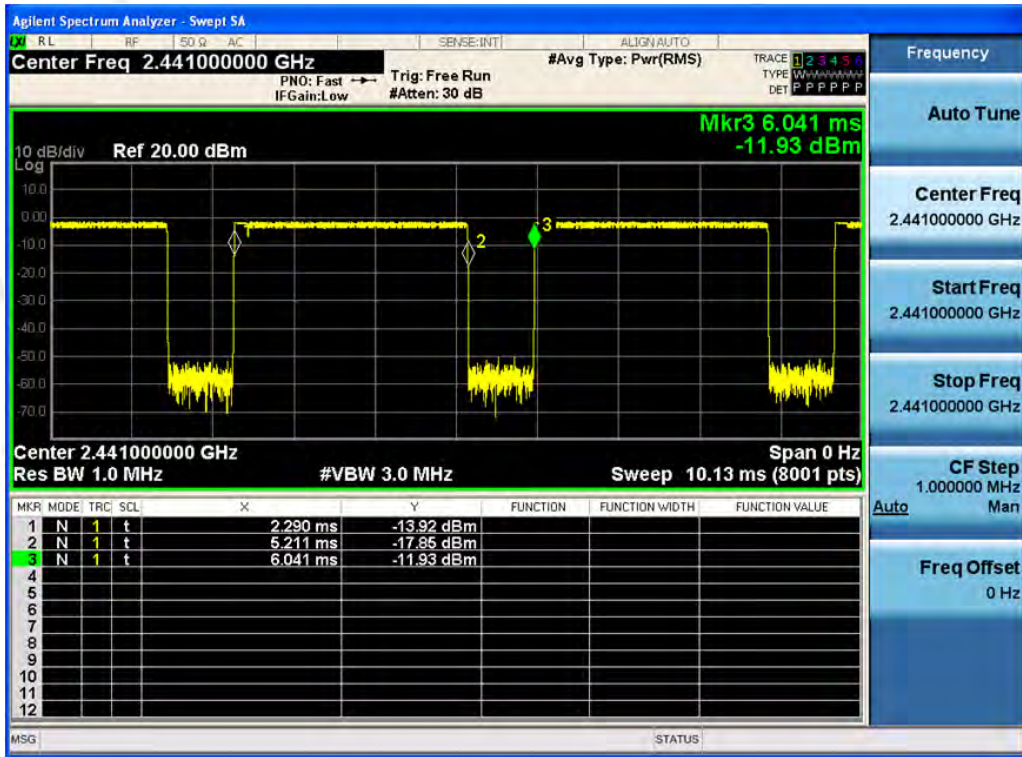 Agilent Spectrum Analyzer - Swept SA
LXI RL RF 50 Ω AC SENSE:INT ALIGN AUTO
Center Freq 2.441000000 GHz
PNO: Fast
IFGain:Low
Trig: Free Run
#Atten: 30 dB
#Avg Type: Pwr(RMS)
TRACE 1 2 3 4 5 6
TYPE
DET P P P P P P
Mkr3 6.041 ms
-11.93 dBm
10 dB/div Ref 20.00 dBm
Log
10.0
0.00
-10.0
-20.0
-30.0
-40.0
-50.0
-60.0
-70.0
2
3
Center 2.441000000 GHz Span 0 Hz
Res BW 1.0 MHz #VBW 3.0 MHz Sweep 10.13 ms (8001 pts)
MKR MODE TRC SCL X Y FUNCTION FUNCTION WIDTH FUNCTION VALUE
1 N 1 t 2.290 ms -13.92 dBm
2 N 1 t 5.211 ms -17.85 dBm
3 N 1 t 6.041 ms -11.93 dBm
4
5
6
7
8
9
10
11
12
MSG STATUS
Frequency
Auto Tune
Center Freq
2.441000000 GHz
Start Freq
2.441000000 GHz
Stop Freq
2.441000000 GHz
CF Step
1.000000 MHz
Auto Man
Freq Offset
0 Hz